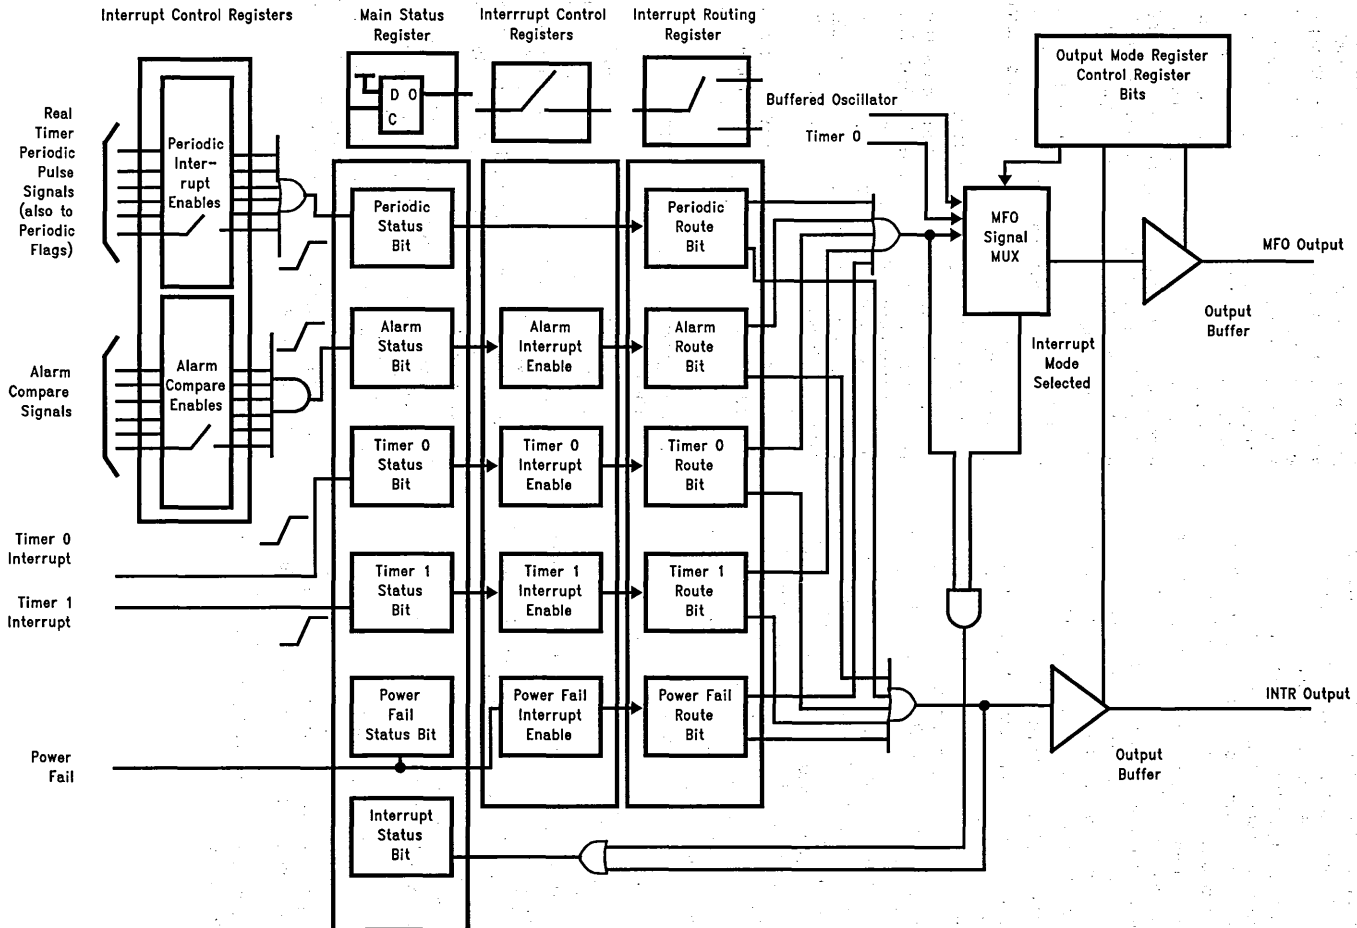 Interrupt Control Registers
Main Status
Register
Interrrupt Control
Registers
Interrupt Routing
Register
D O
C
Output Mode Register
Control Register
Bits
Buffered Oscillator
Timer O
Real
Timer
Periodic
Pulse
Signals
(also to
Periodic
Flags)
Periodic
Inter-
rupt
Enables
Periodic
Status
Bit
Periodic
Route
Bit
MFO
Signal
MUX
MFO Output
Output
Buffer
Alarm
Compare
Signals
Alarm
Compare
Enables
Alarm
Status
Bit
Alarm
Interrupt
Enable
Alarm
Route
Bit
Interrupt
Mode
Selected
Timer O
Status
Bit
Timer O
Interrupt
Enable
Timer O
Route
Bit
Timer O
Interrupt
Timer 1
Interrupt
Timer 1
Status
Bit
Timer 1
Interrupt
Enable
Timer 1
Route
Bit
Power
Fail
Status Bit
Power Fail
Interrupt
Enable
Power Fail
Route
Bit
INTR Output
Output
Buffer
Power
Fail
Interrupt
Status
Bit